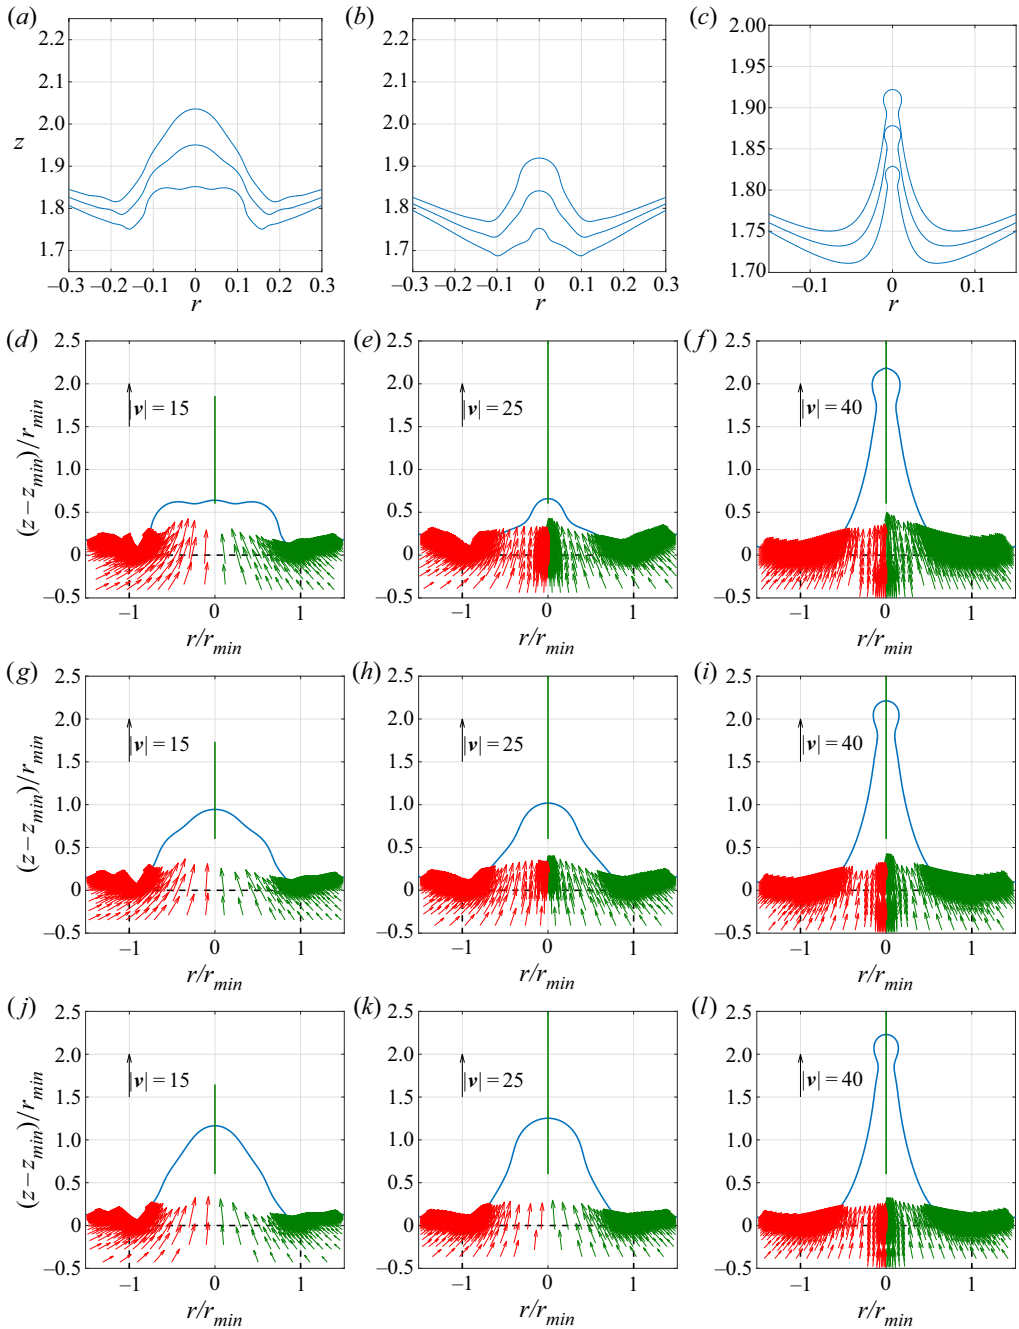 (a) (b) (c)
2.2 2.2 2.00
2.1 2.1 1.95
z 2.0 2.0 1.90
1.9 1.9 1.85
1.8 1.8 1.80
1.7 1.7 1.75
1.70
–0.3 –0.2 –0.1 0 0.1 0.2 0.3 –0.3 –0.2 –0.1 0 0.1 0.2 0.3 –0.1 0 0.1
r r r
(d) (e) (f)
2.5 2.5 2.5
2.0 2.0 2.0
|v| = 15 |v| = 25 |v| = 40
1.5 1.5 1.5
(z – z_min)/r_min 1.0 1.0 1.0
0.5 0.5 0.5
0 0 0
–0.5 –0.5 –0.5
–1 0 1 –1 0 1 –1 0 1
r/r_min r/r_min r/r_min
(g) (h) (i)
2.5 2.5 2.5
2.0 2.0 2.0
|v| = 15 |v| = 25 |v| = 40
1.5 1.5 1.5
(z – z_min)/r_min 1.0 1.0 1.0
0.5 0.5 0.5
0 0 0
–0.5 –0.5 –0.5
–1 0 1 –1 0 1 –1 0 1
r/r_min r/r_min r/r_min
(j) (k) (l)
2.5 2.5 2.5
2.0 2.0 2.0
|v| = 15 |v| = 25 |v| = 40
1.5 1.5 1.5
(z – z_min)/r_min 1.0 1.0 1.0
0.5 0.5 0.5
0 0 0
–0.5 –0.5 –0.5
–1 0 1 –1 0 1 –1 0 1
r/r_min r/r_min r/r_min